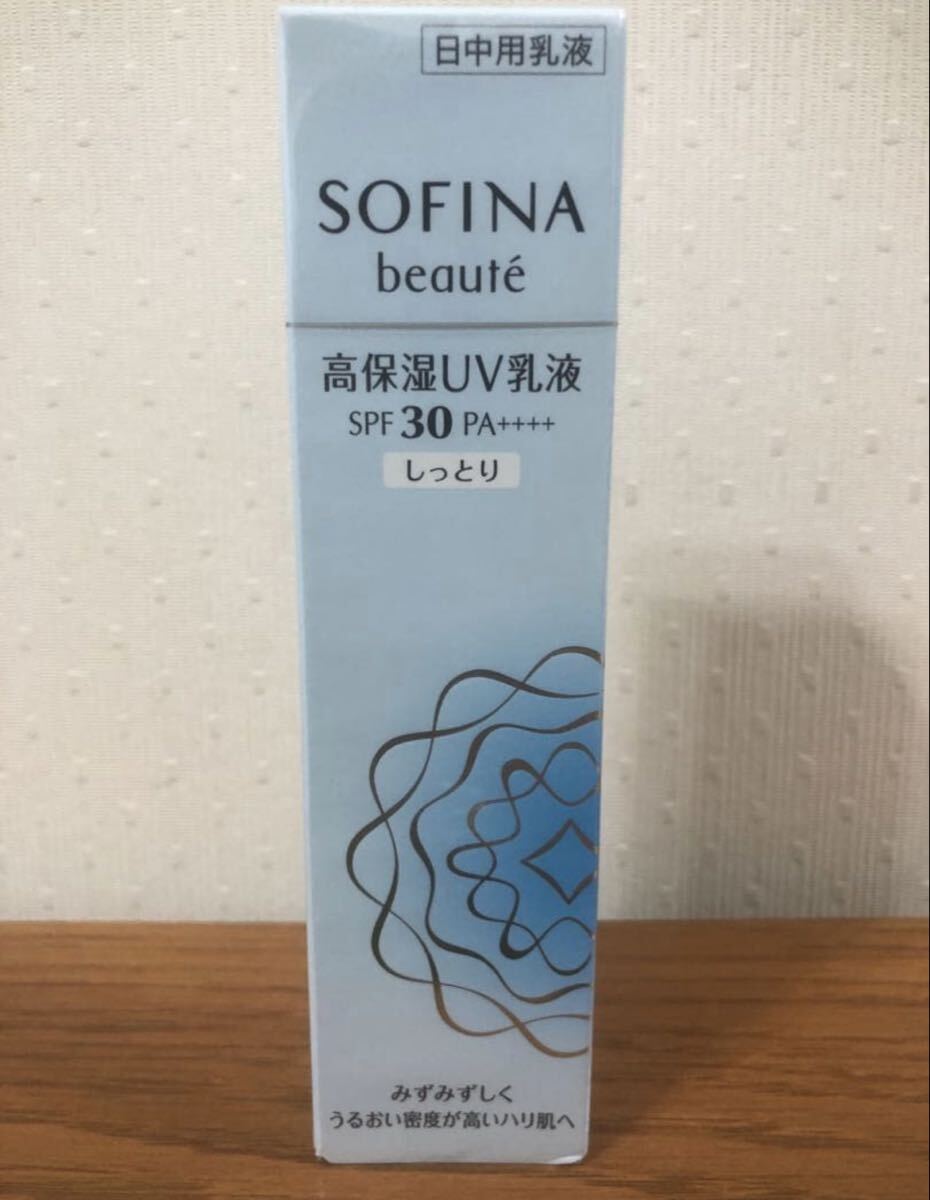 日中用乳液
SOFINA
beauté
高保湿UV乳液
SPF 30 PA++++
しっとり
みずみずしく
うるおい密度が高いハリ肌へ